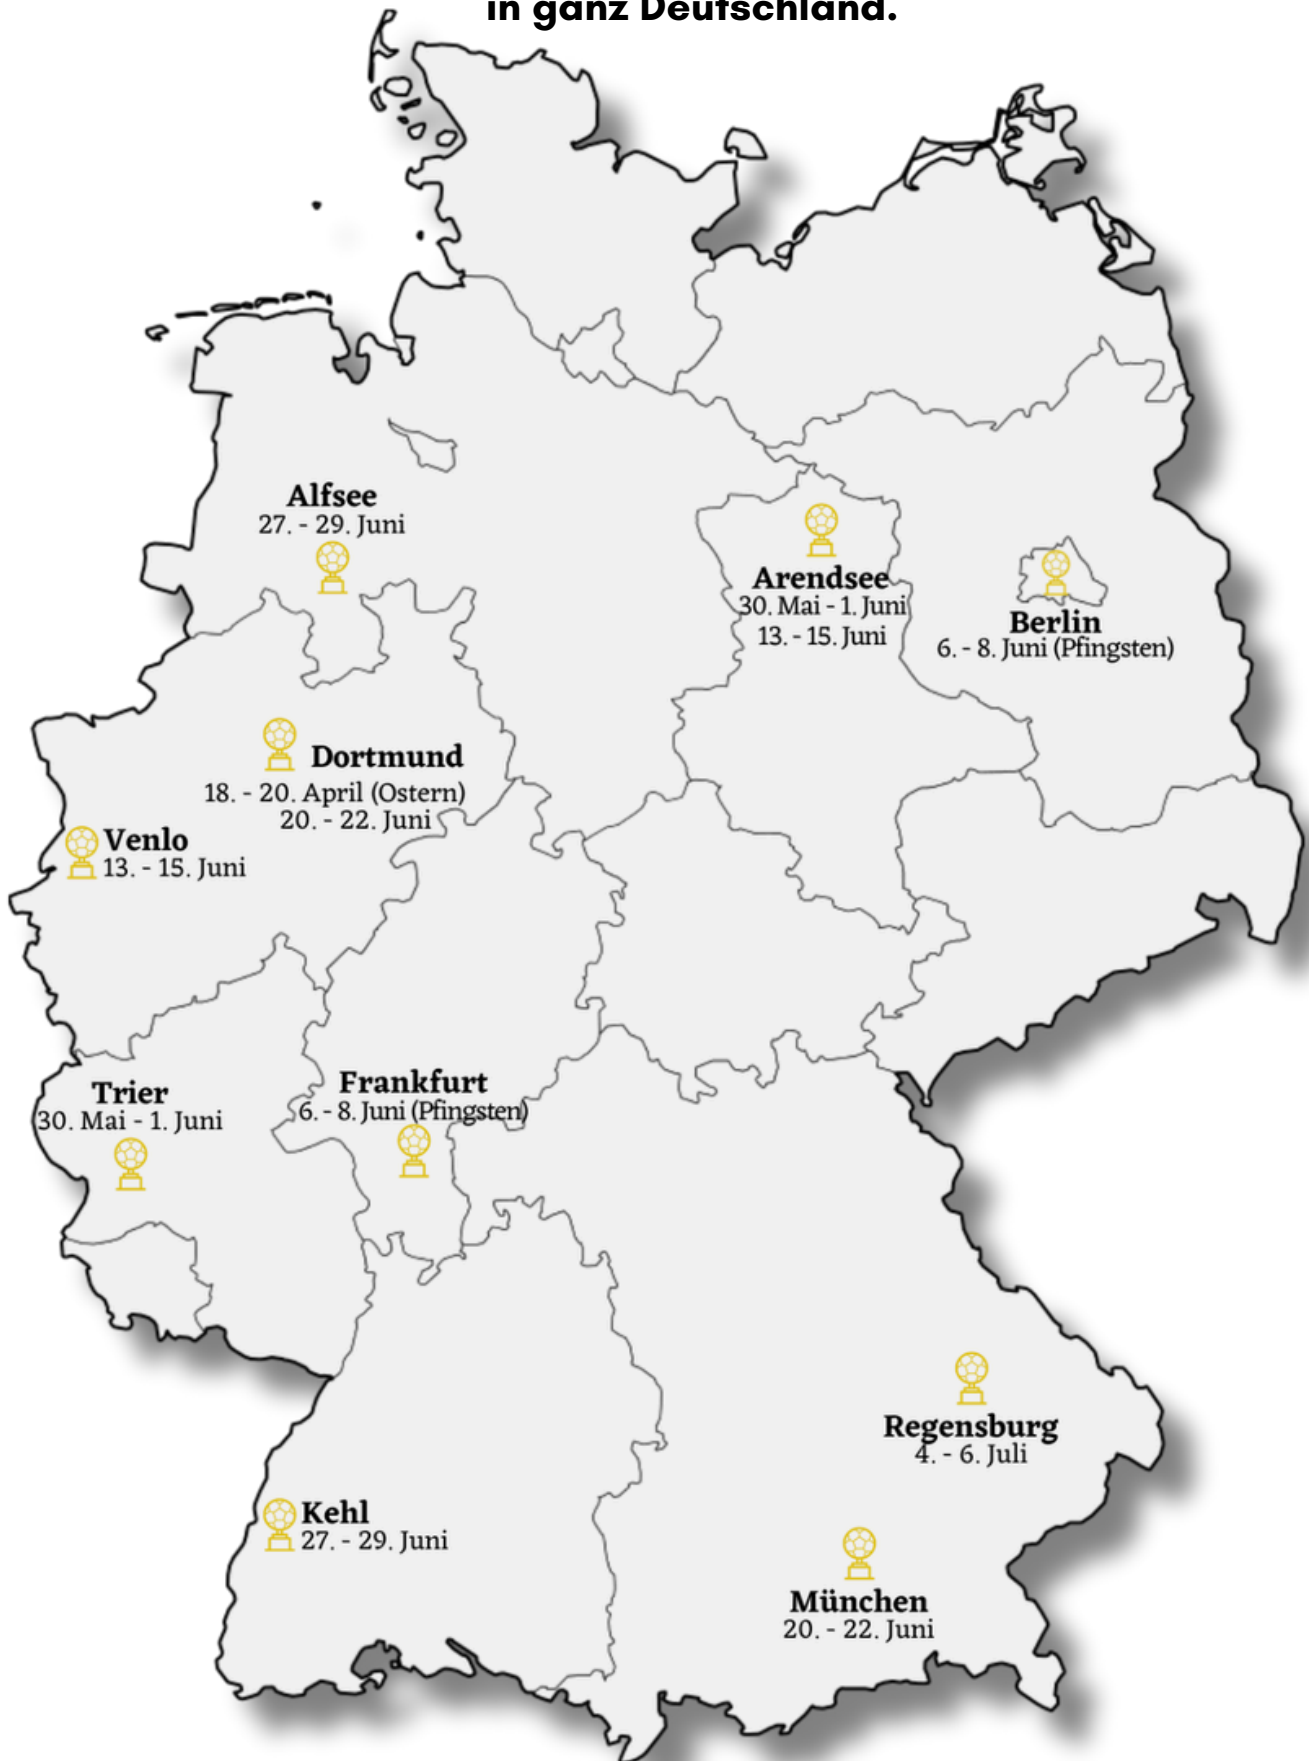 in ganz Deutschland.
Alfsee
27. - 29. Juni
Arendsee
30. Mai - 1. Juni
13. - 15. Juni
Berlin
6. - 8. Juni (Pfingsten)
Dortmund
18. - 20. April (Ostern)
20. - 22. Juni
Venlo
13. - 15. Juni
Trier
30. Mai - 1. Juni
Frankfurt
6. - 8. Juni (Pfingsten)
Regensburg
4. - 6. Juli
Kehl
27. - 29. Juni
München
20. - 22. Juni